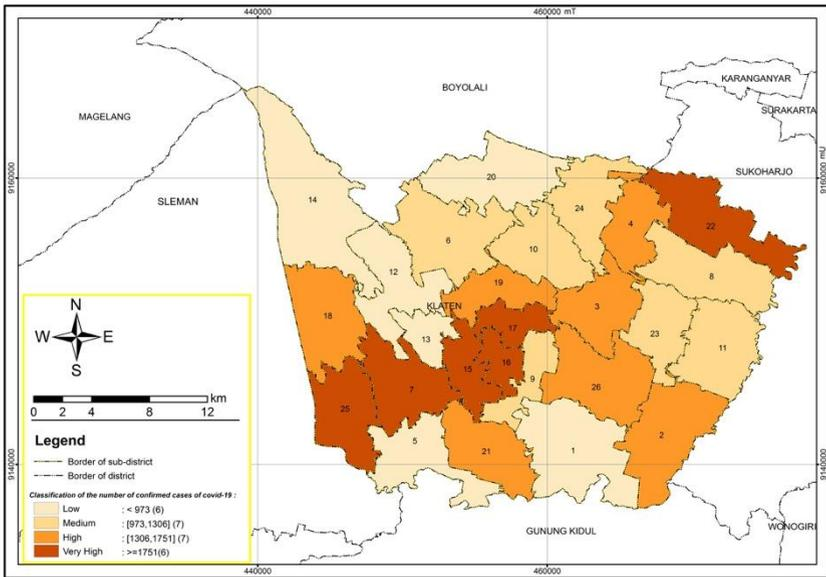 440000
460000 mT
KARANGANYAR
BOYOLALI
SURAKARTA
MAGELANG
9160000
9160000 mU
SUKOHARJO
20
SLEMAN
14
24
4
22
6
10
8
12
19
KLATEN
3
18
17
13
23
11
15
16
9
7
26
25
5
21
1
2
N
W
E
S
km
0 2 4 8 12
Legend
Border of sub-district
Border of district
Classification of the number of confirmed cases of covid-19 :
Low : < 973 (6)
Medium : [973,1306] (7)
High : [1306,1751] (7)
Very High : >=1751(6)
9140000
9140000
GUNUNG KIDUL
WONOGIRI
440000
460000